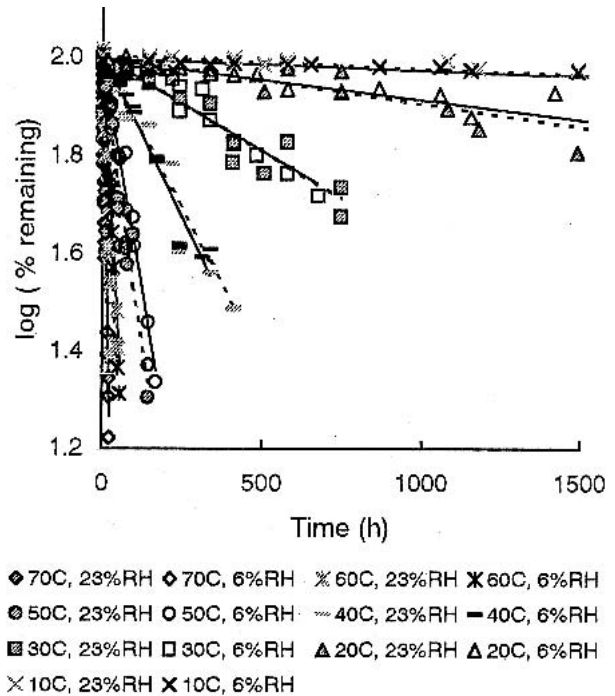 2.0
1.8
1.6
1.4
1.2
log ( % remaining)
0 500 1000 1500
Time (h)
70C, 23%RH 70C, 6%RH 60C, 23%RH 60C, 6%RH
50C, 23%RH 50C, 6%RH 40C, 23%RH 40C, 6%RH
30C, 23%RH 30C, 6%RH 20C, 23%RH 20C, 6%RH
10C, 23%RH 10C, 6%RH